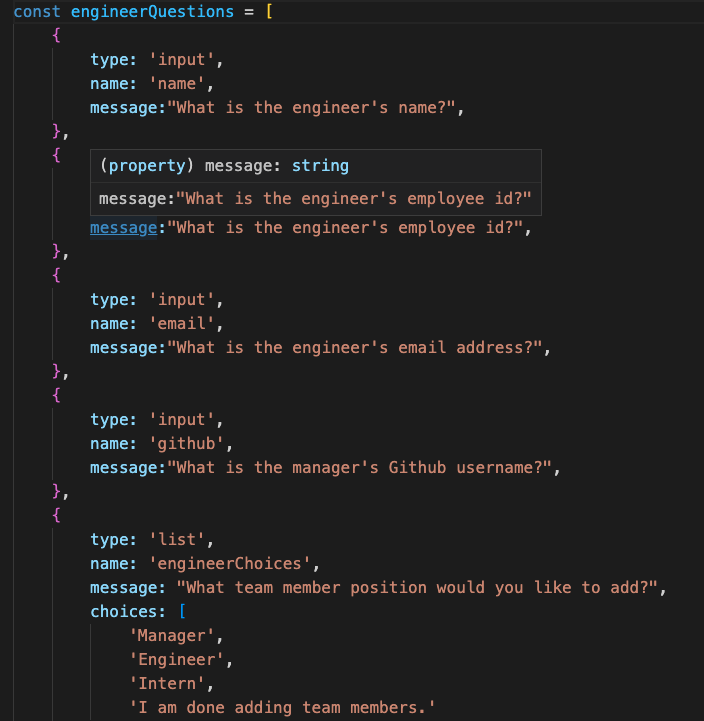 const engineerQuestions = [
    {
        type: 'input',
        name: 'name',
        message:"What is the engineer's name?",
    },
    {
        (property) message: string
        message:"What is the engineer's employee id?"
        message:"What is the engineer's employee id?",
    },
    {
        type: 'input',
        name: 'email',
        message:"What is the engineer's email address?",
    },
    {
        type: 'input',
        name: 'github',
        message:"What is the manager's Github username?",
    },
    {
        type: 'list',
        name: 'engineerChoices',
        message: "What team member position would you like to add?",
        choices: [
            'Manager',
            'Engineer',
            'Intern',
            'I am done adding team members.'